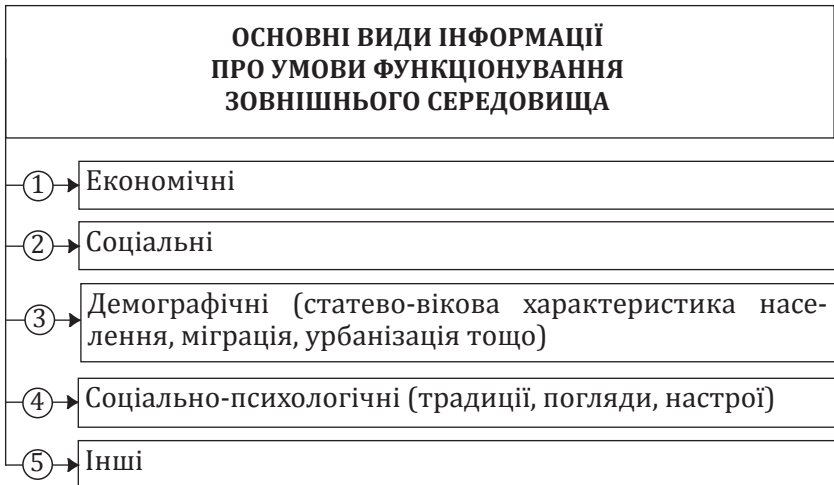 ОСНОВНІ ВИДИ ІНФОРМАЦІЇ
ПРО УМОВИ ФУНКЦІОНУВАННЯ
ЗОВНІШНЬОГО СЕРЕДОВИЩА
1 Економічні
2 Соціальні
3 Демографічні (статево-вікова характеристика насе-
лення, міграція, урбанізація тощо)
4 Соціально-психологічні (традиції, погляди, настрої)
5 Інші